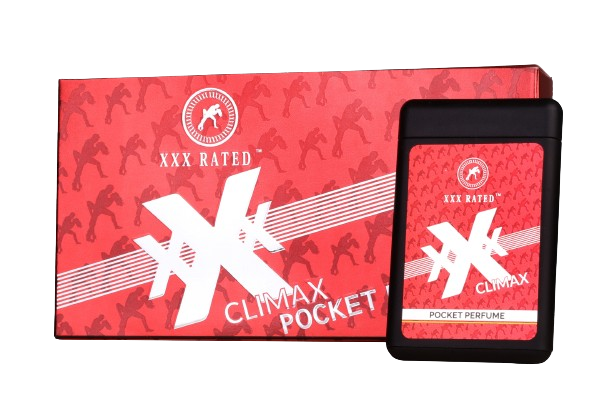 XXX RATED™
XXX
CLIMAX
POCKET
XXX RATED™
XXX
CLIMAX
POCKET PERFUME